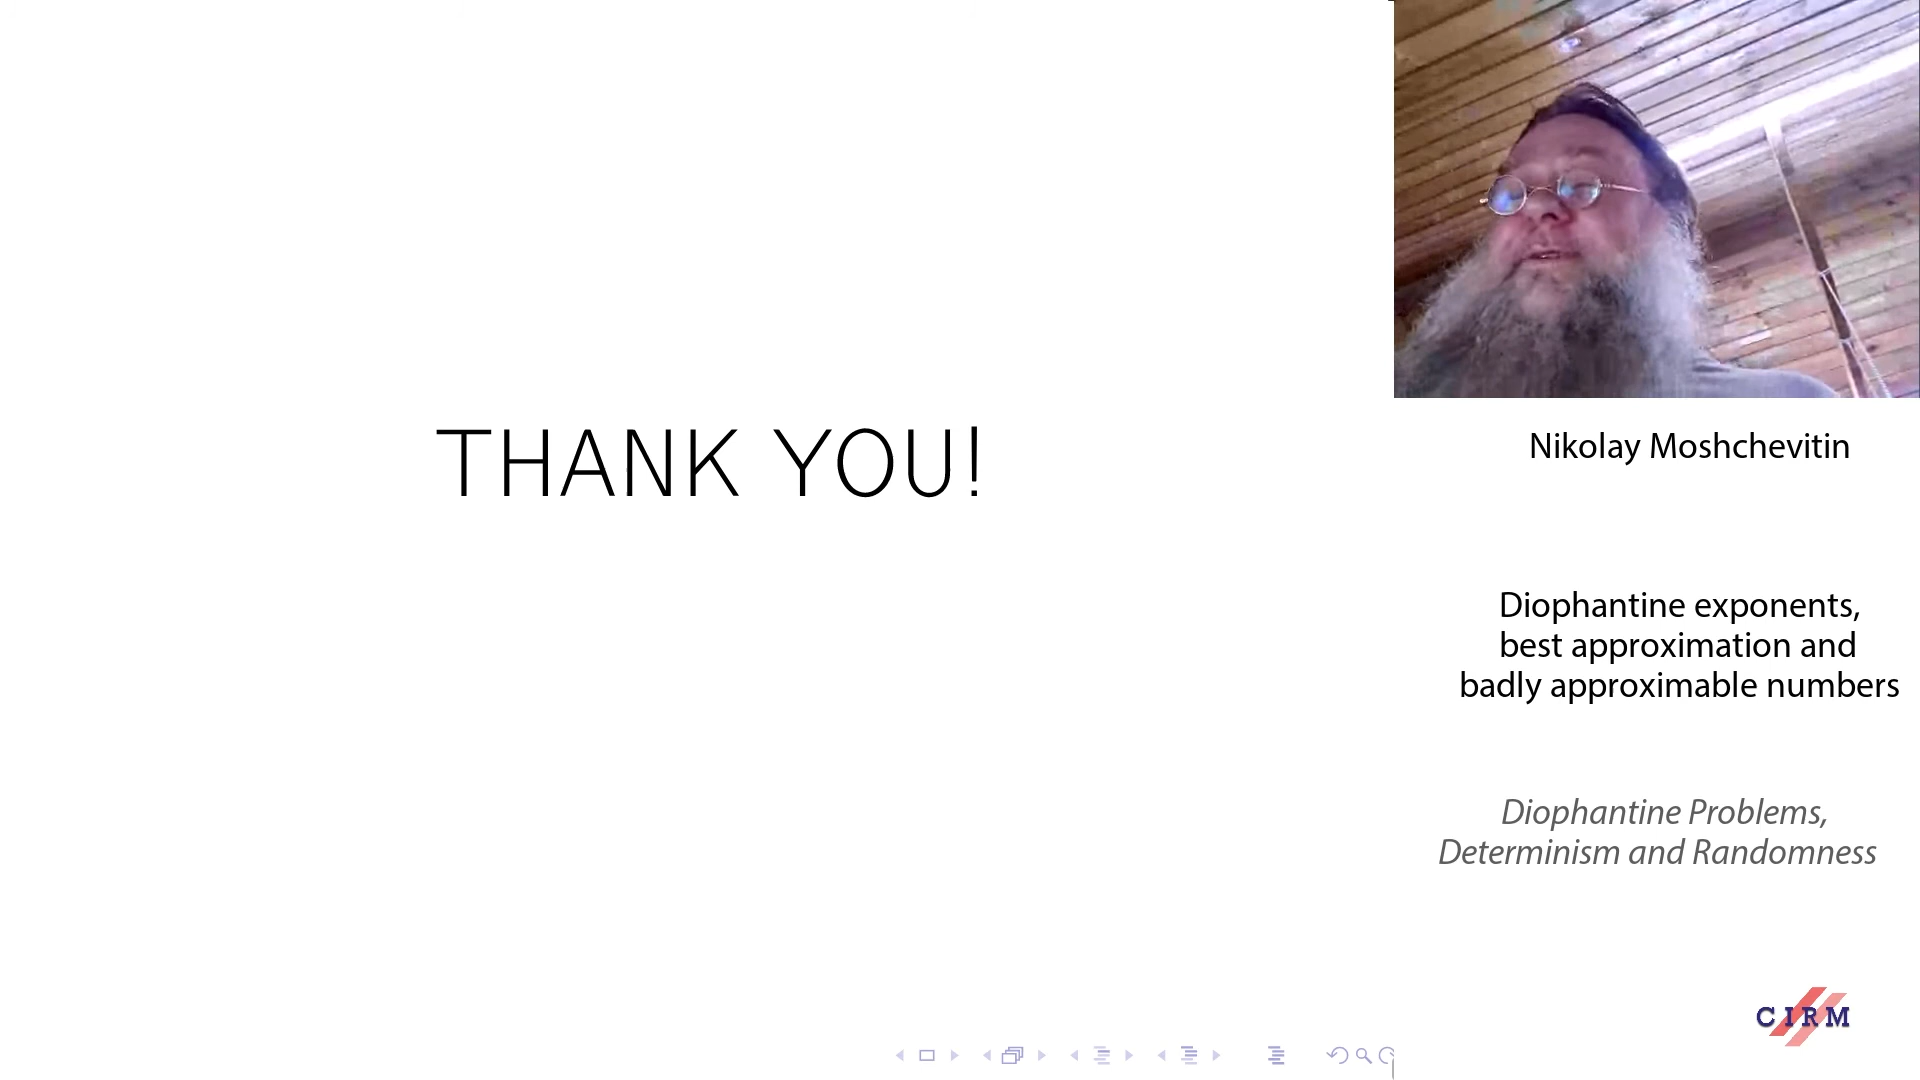 THANK YOU!
Nikolay Moshchevitin
Diophantine exponents,
best approximation and
badly approximable numbers
Diophantine Problems,
Determinism and Randomness
CIRM